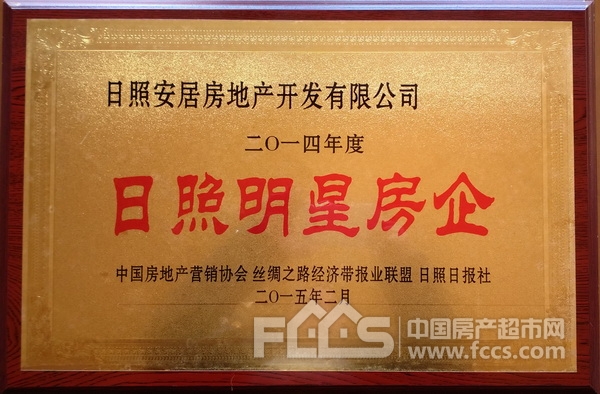 日照安居房地产开发有限公司
二〇一四年度
日照明星房企
中国房地产营销协会 丝绸之路经济带报业联盟 日照日报社
二〇一五年二月
FCCS 中国房产超市网
www.fccs.com